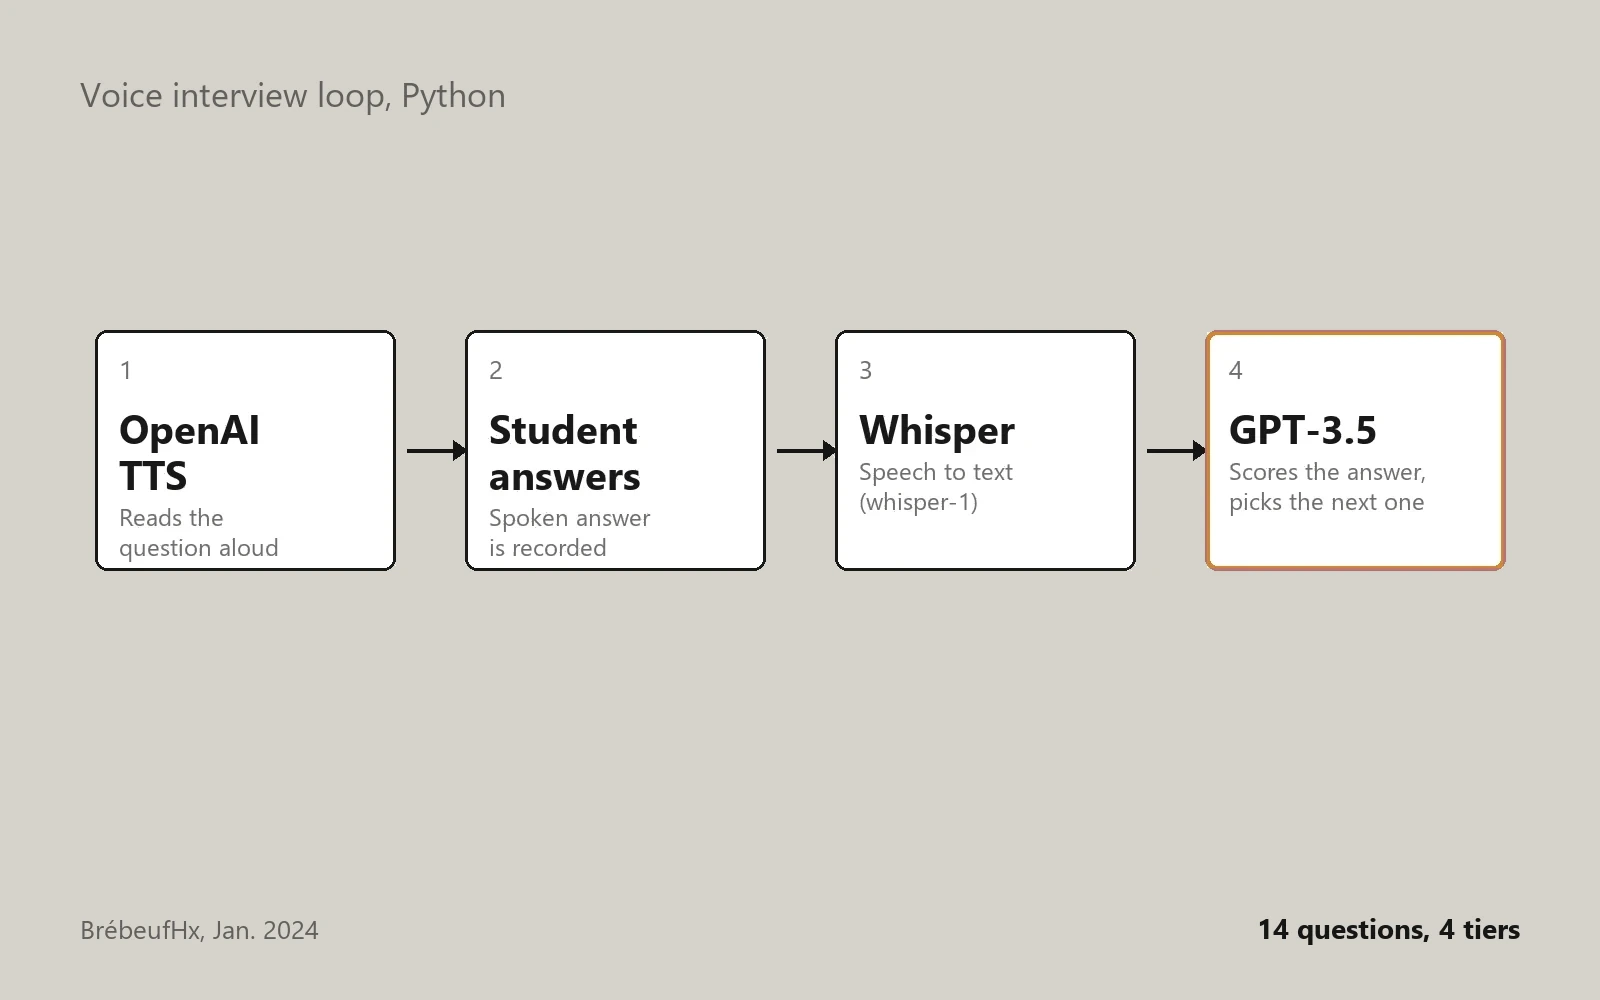 Voice interview loop, Python
1
OpenAI
TTS
Reads the
question aloud
2
Student
answers
Spoken answer
is recorded
3
Whisper
Speech to text
(whisper-1)
4
GPT-3.5
Scores the answer,
picks the next one
BrébeufHx, Jan. 2024
14 questions, 4 tiers